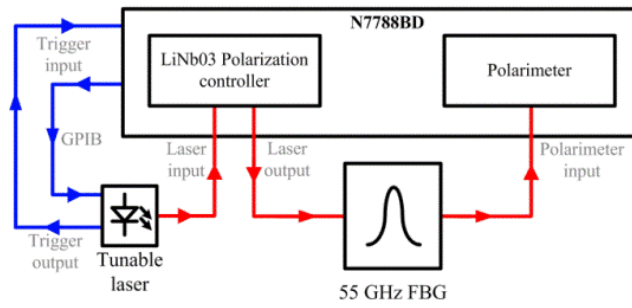 N7788BD
Trigger
input
LiNb03 Polarization
controller
Polarimeter
GPIB
Laser
input
Laser
output
Polarimeter
input
Trigger
output
Tunable
laser
55 GHz FBG